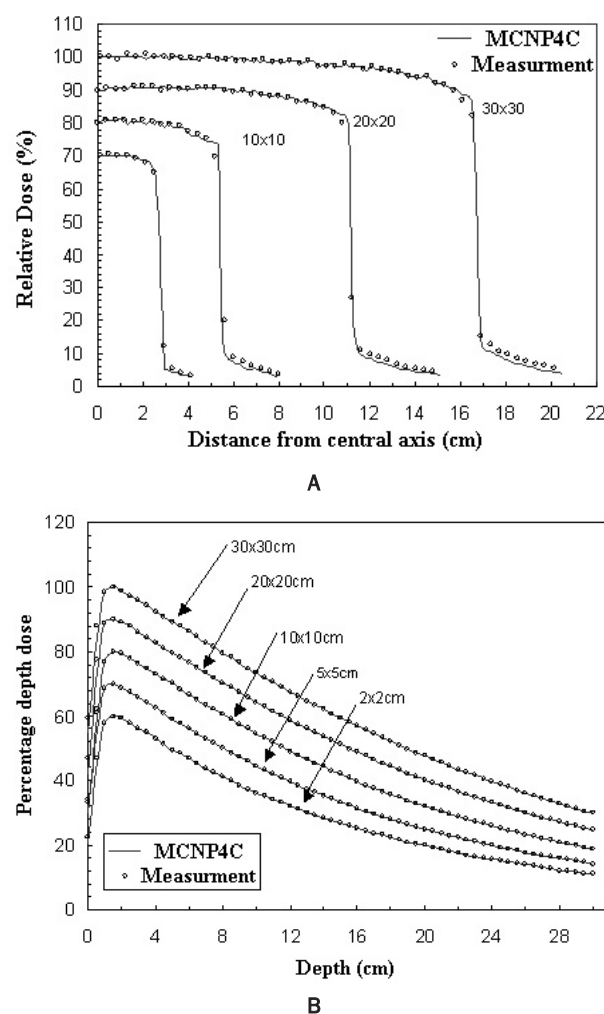 110
100
90
80
70
60
50
40
30
20
10
0
Relative Dose (%)
MCNP4C
Measurment
30x30
20x20
10x10
0 2 4 6 8 10 12 14 16 18 20 22
Distance from central axis (cm)
A
120
100
80
60
40
20
0
Percentage depth dose
30x30cm
20x20cm
10x10cm
5x5cm
2x2cm
MCNP4C
Measurment
0 4 8 12 16 20 24 28
Depth (cm)
B